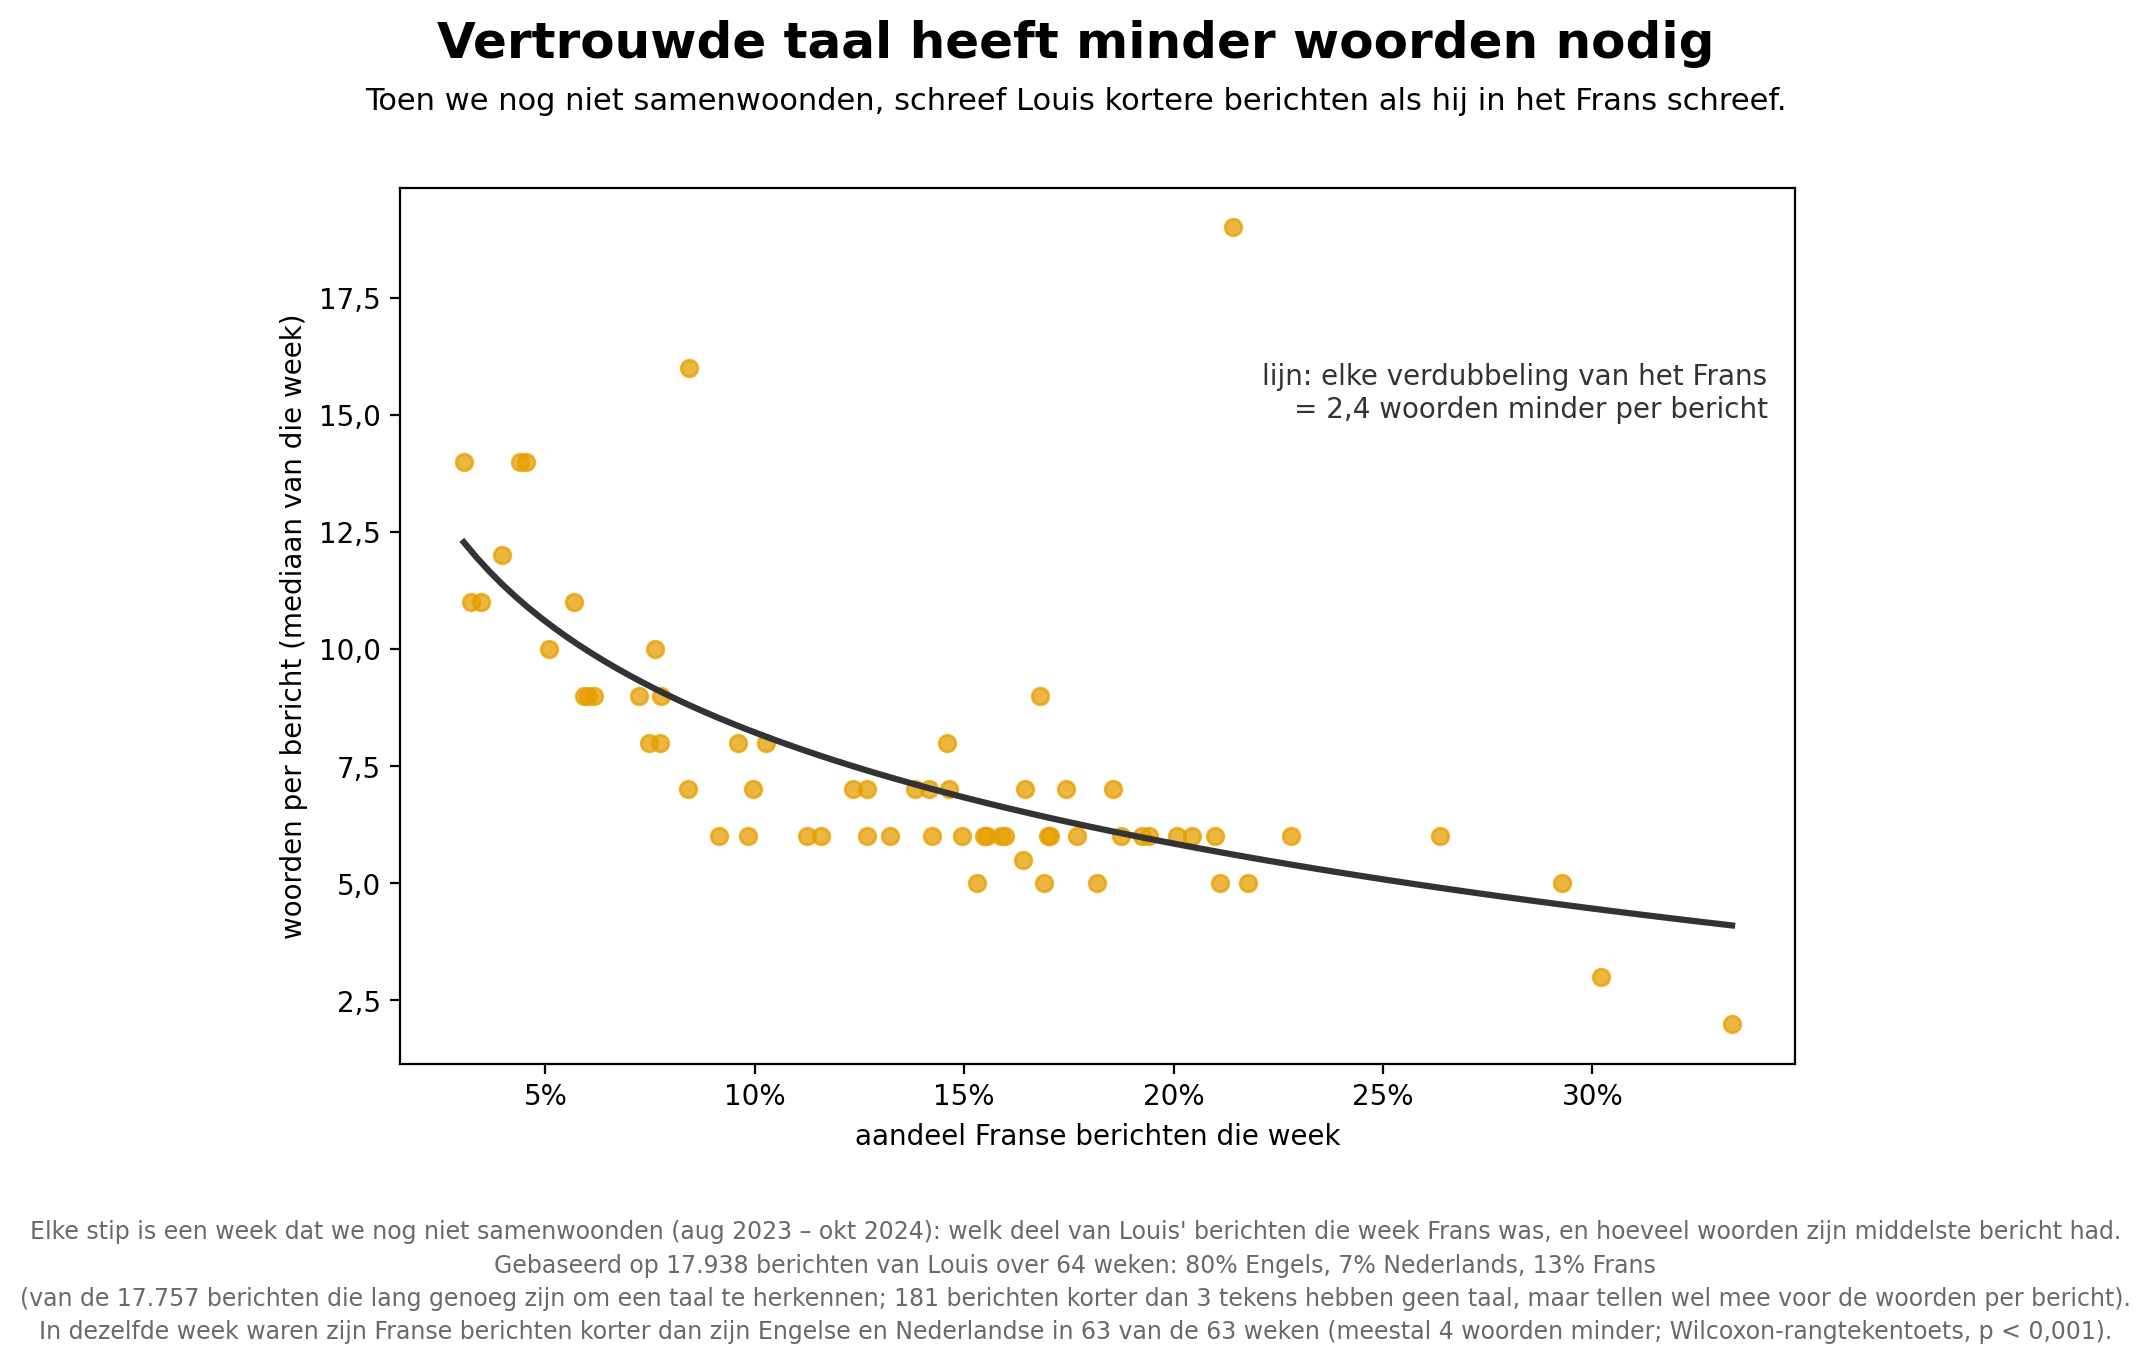 Vertrouwde taal heeft minder woorden nodig
Toen we nog niet samenwoonden, schreef Louis kortere berichten als hij in het Frans schreef.
17,5
15,0
12,5
10,0
7,5
5,0
2,5
woorden per bericht (mediaan van die week)
lijn: elke verdubbeling van het Frans
= 2,4 woorden minder per bericht
5%
10%
15%
20%
25%
30%
aandeel Franse berichten die week
Elke stip is een week dat we nog niet samenwoonden (aug 2023 – okt 2024): welk deel van Louis' berichten die week Frans was, en hoeveel woorden zijn middelste bericht had.
Gebaseerd op 17.938 berichten van Louis over 64 weken: 80% Engels, 7% Nederlands, 13% Frans
(van de 17.757 berichten die lang genoeg zijn om een taal te herkennen; 181 berichten korter dan 3 tekens hebben geen taal, maar tellen wel mee voor de woorden per bericht).
In dezelfde week waren zijn Franse berichten korter dan zijn Engelse en Nederlandse in 63 van de 63 weken (meestal 4 woorden minder; Wilcoxon-rangtekentoets, p < 0,001).